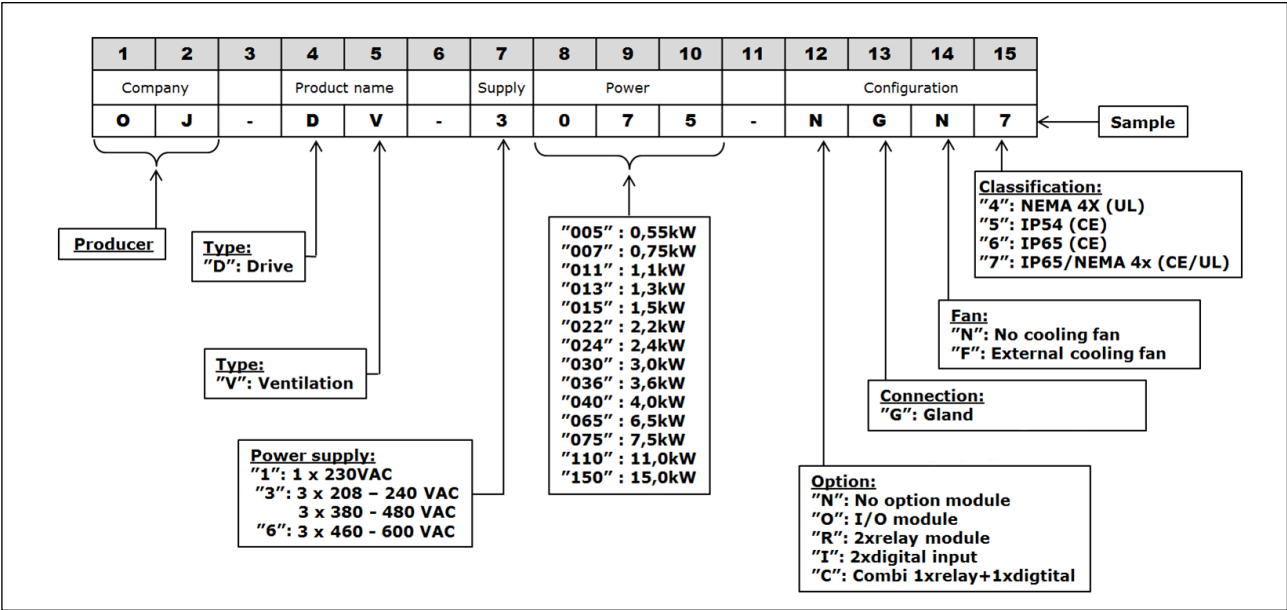 1 2 3 4 5 6 7 8 9 10 11 12 13 14 15
Company Product name Supply Power Configuration
O J - D V - 3 0 7 5 - N G N 7
Sample
Producer
Type:
"D": Drive
Type:
"V": Ventilation
Power supply:
"1": 1 x 230VAC
"3": 3 x 208 – 240 VAC
3 x 380 - 480 VAC
"6": 3 x 460 - 600 VAC
"005" : 0,55kW
"007" : 0,75kW
"011" : 1,1kW
"013" : 1,3kW
"015" : 1,5kW
"022" : 2,2kW
"024" : 2,4kW
"030" : 3,0kW
"036" : 3,6kW
"040" : 4,0kW
"065" : 6,5kW
"075" : 7,5kW
"110" : 11,0kW
"150" : 15,0kW
Classification:
"4": NEMA 4X (UL)
"5": IP54 (CE)
"6": IP65 (CE)
"7": IP65/NEMA 4x (CE/UL)
Fan:
"N": No cooling fan
"F": External cooling fan
Connection:
"G": Gland
Option:
"N": No option module
"O": I/O module
"R": 2xrelay module
"I": 2xdigital input
"C": Combi 1xrelay+1xdigtital